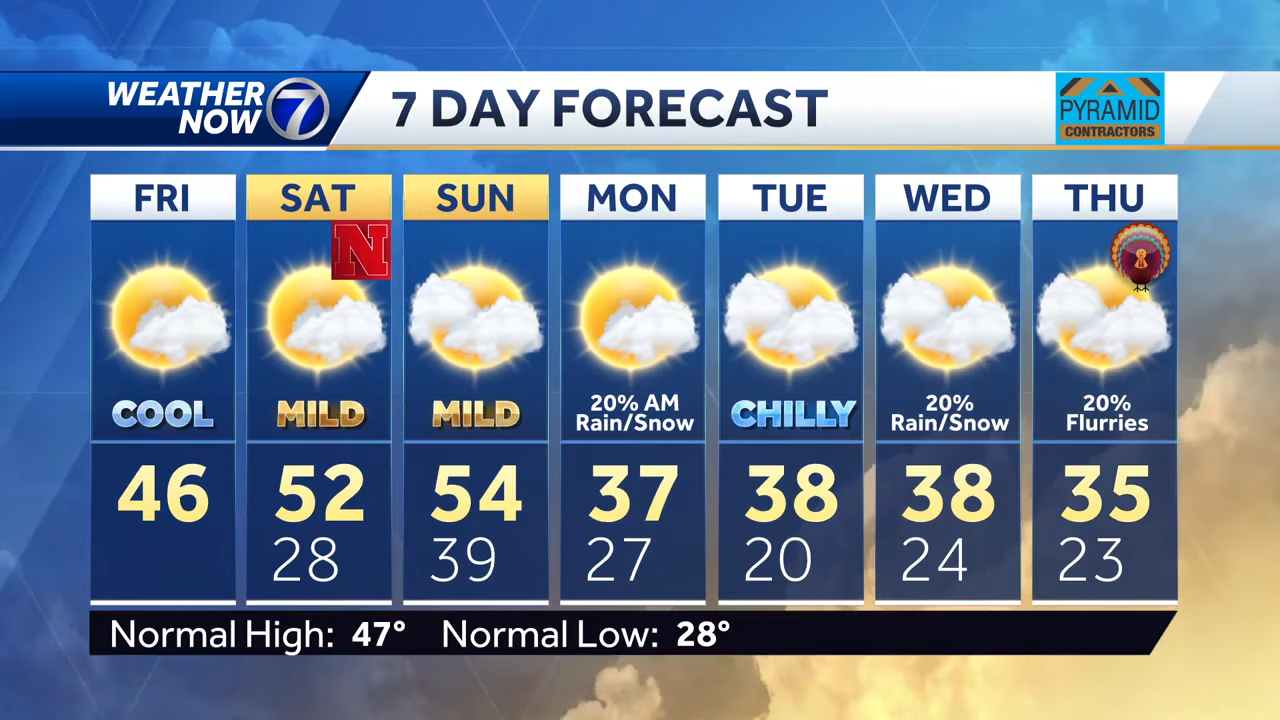 WEATHER
NOW 7
7 DAY FORECAST
PYRAMID
CONTRACTORS
FRI SAT SUN MON TUE WED THU
N
COOL MILD MILD 20% AM CHILLY 20% 20%
Rain/Snow Rain/Snow Flurries
46 52 54 37 38 38 35
28 39 27 20 24 23
Normal High: 47° Normal Low: 28°